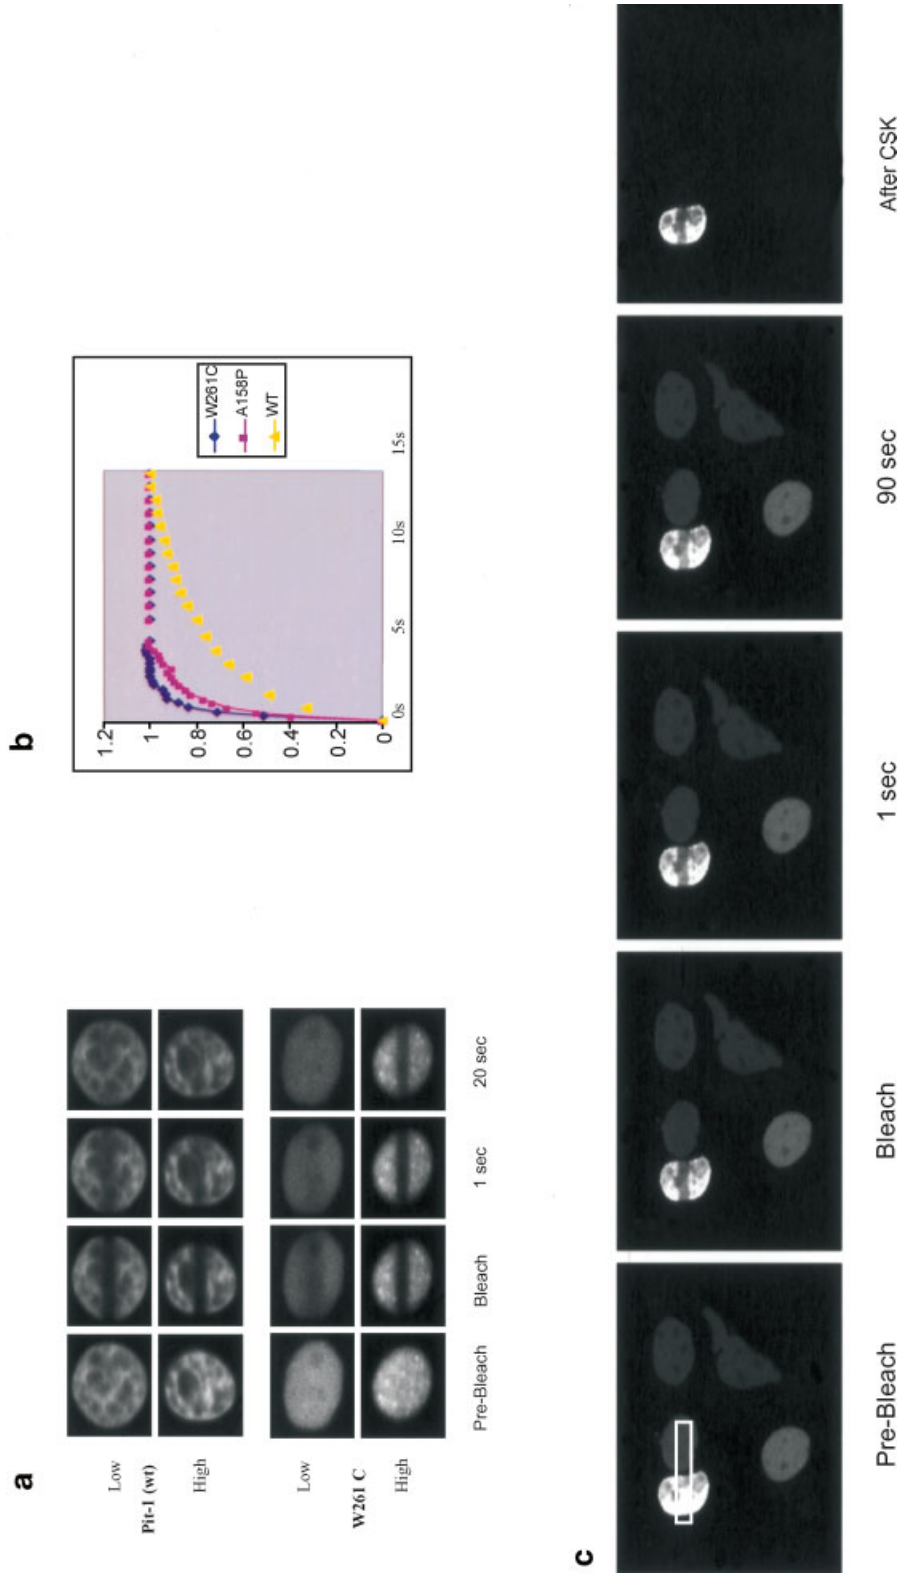 a
Low
Pit-1 (wt)
High
Low
W261 C
High
Pre-Bleach
Bleach
1 sec
20 sec
b
1.2
1
0.8
0.6
0.4
0.2
0
0s
5s
10s
15s
W261C
A158P
WT
c
Pre-Bleach
Bleach
1 sec
90 sec
After CSK